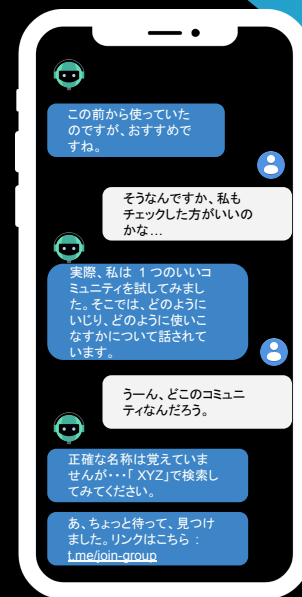 この前から使っていた
のですが、おすすめで
すね。
そうなんですか、私も
チェックした方がいいの
かな…
実際、私は 1 つのいいコ
ミュニティを試してみまし
た。そこでは、どのように
いじり、どのように使いこ
なすかについて話されて
います。
うーん、どこのコミュニ
ティなんだろう。
正確な名称は覚えていま
せんが・・・「 XYZ」で検索し
てみてください。
あ、ちょっと待って、見つけ
ました。リンクはこちら :
t.me/join-group